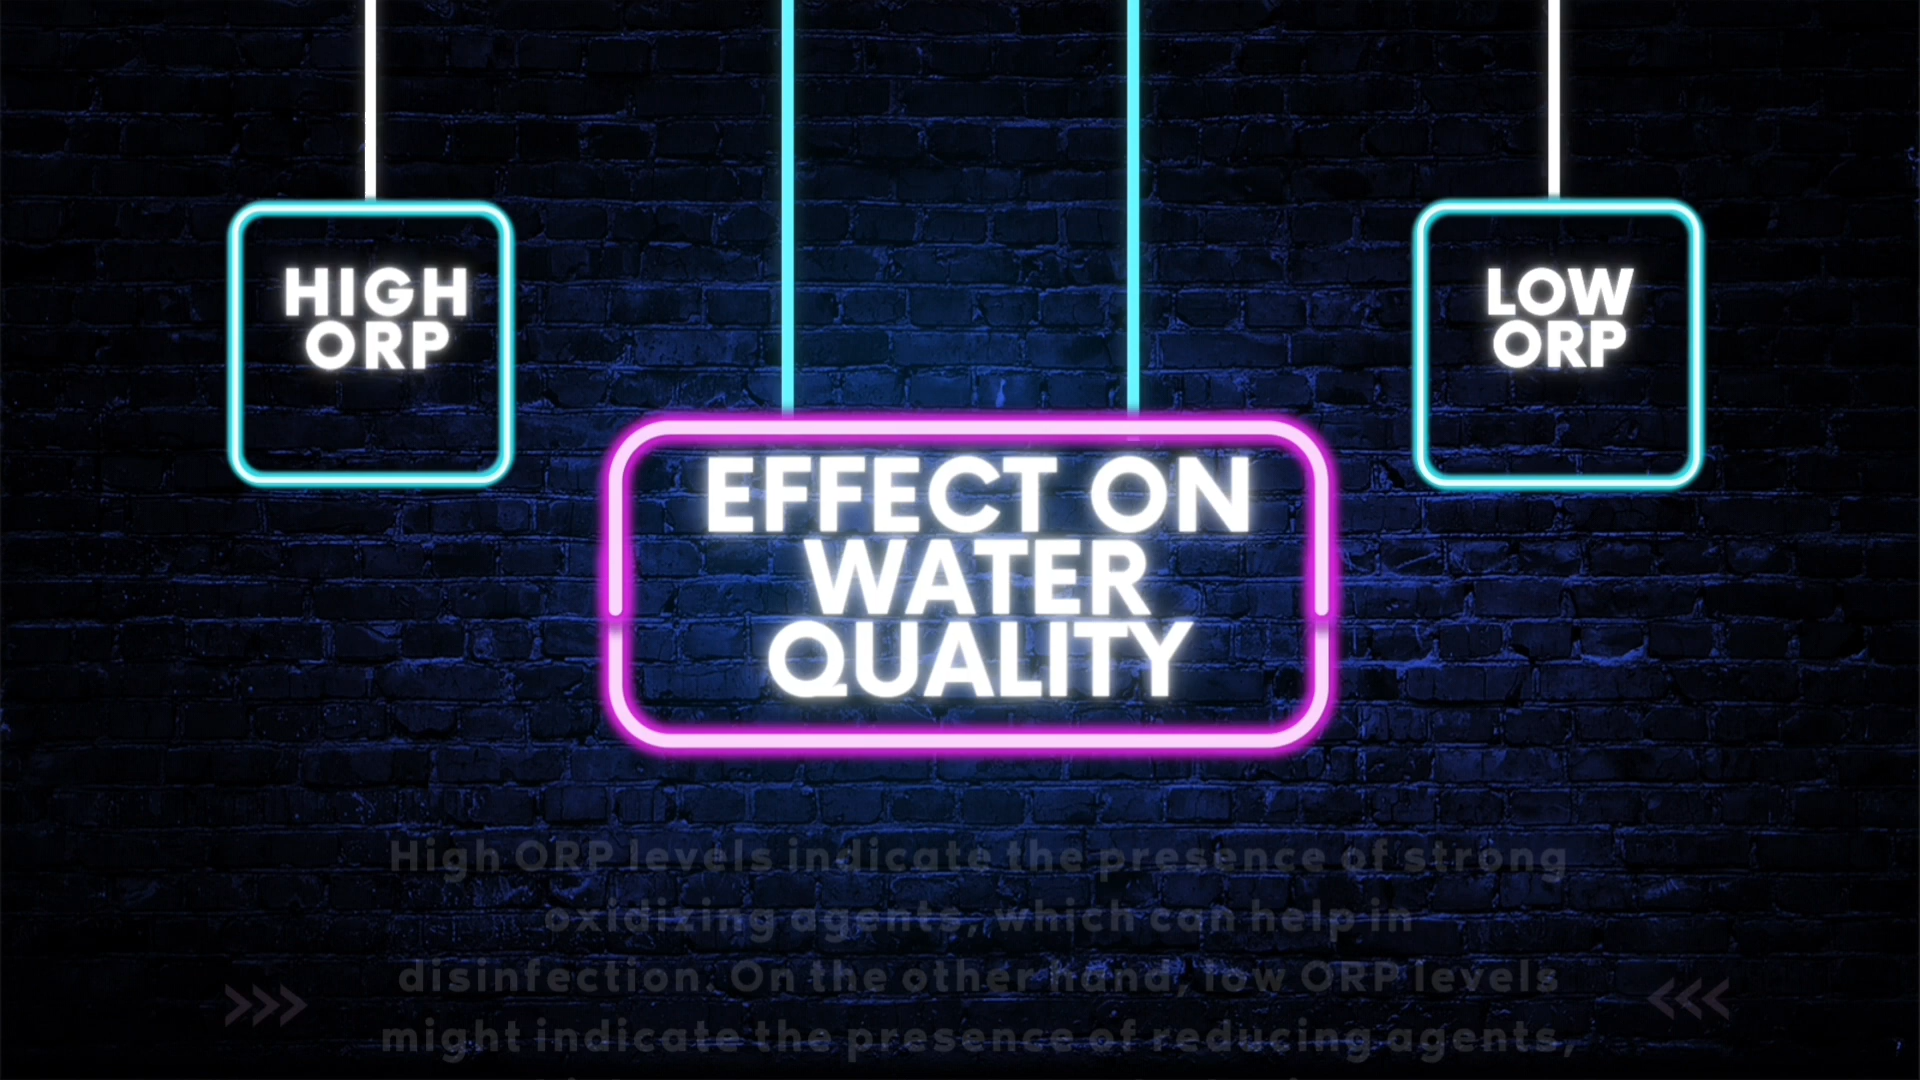 HIGH
ORP
LOW
ORP
EFFECT ON
WATER
QUALITY
High ORP levels indicate the presence of strong
oxidizing agents, which can help in
disinfection. On the other hand, low ORP levels
might indicate the presence of reducing agents,